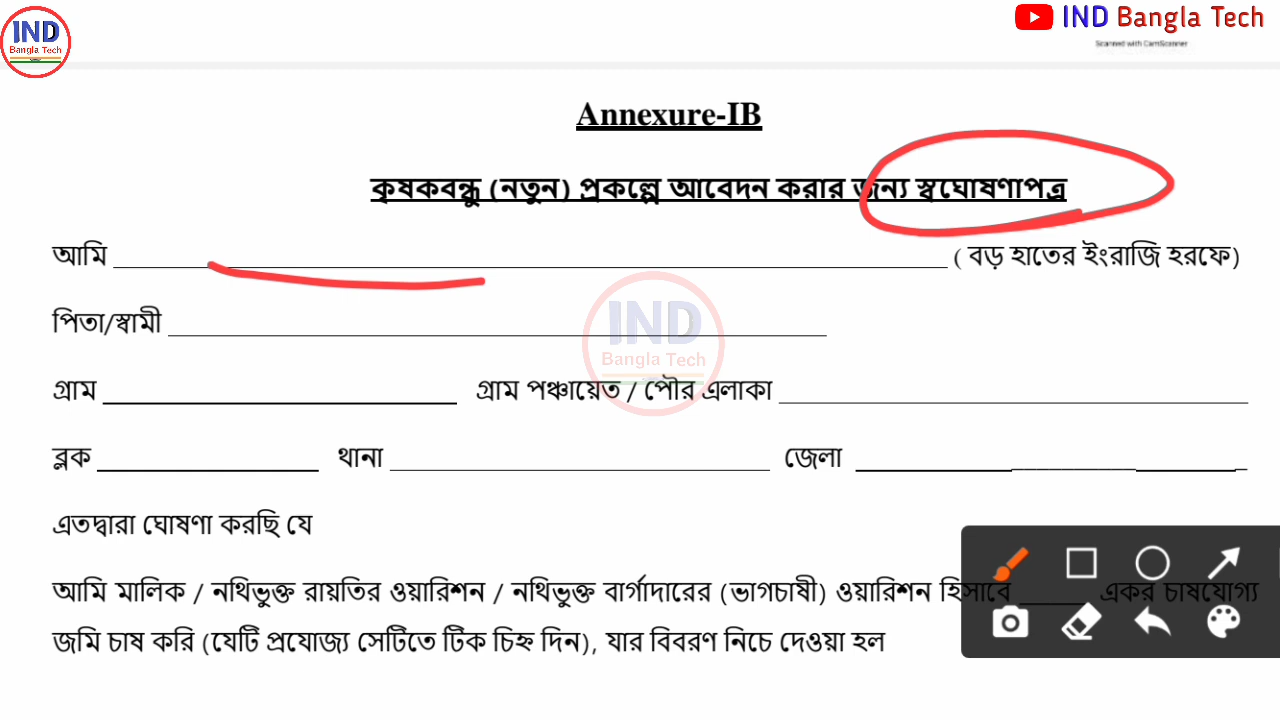 IND
Bangla Tech
IND Bangla Tech
Scanned with CamScanner
Annexure-IB
কৃষকবন্ধু (নতুন) প্রকল্পে আবেদন করার জন্য স্বঘোষণাপত্র
আমি ( বড় হাতের ইংরাজি হরফে)
পিতা/স্বামী
IND
Bangla Tech
গ্রাম গ্রাম পঞ্চায়েত / পৌর এলাকা
ব্লক থানা জেলা
এতদ্বারা ঘোষণা করছি যে
আমি মালিক / নথিভুক্ত রায়তির ওয়ারিশন / নথিভুক্ত বার্গাদারের (ভাগচাষী) ওয়ারিশন হিসাবে একর চাষযোগ্য
জমি চাষ করি (যেটি প্রযোজ্য সেটিতে টিক চিহ্ন দিন), যার বিবরণ নিচে দেওয়া হল